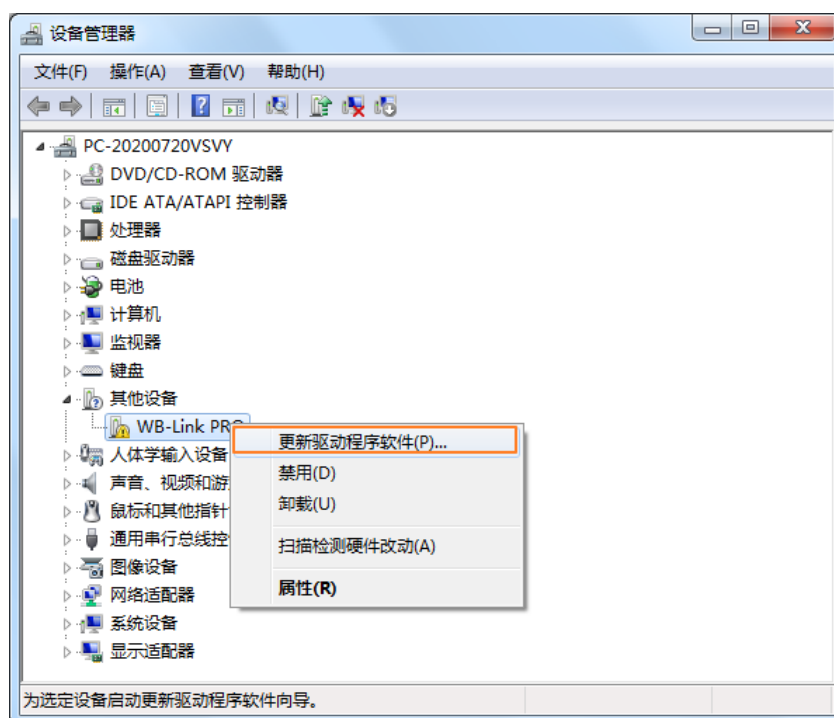 设备管理器
文件(F) 操作(A) 查看(V) 帮助(H)
PC-20200720VSVY
DVD/CD-ROM 驱动器
IDE ATA/ATAPI 控制器
处理器
磁盘驱动器
电池
计算机
监视器
键盘
其他设备
WB-Link PRO
更新驱动程序软件(P)...
人体学输入设备
禁用(D)
声音、视频和游
卸载(U)
鼠标和其他指针
通用串行总线控
扫描检测硬件改动(A)
图像设备
属性(R)
网络适配器
系统设备
显示适配器
为选定设备启动更新驱动程序软件向导。